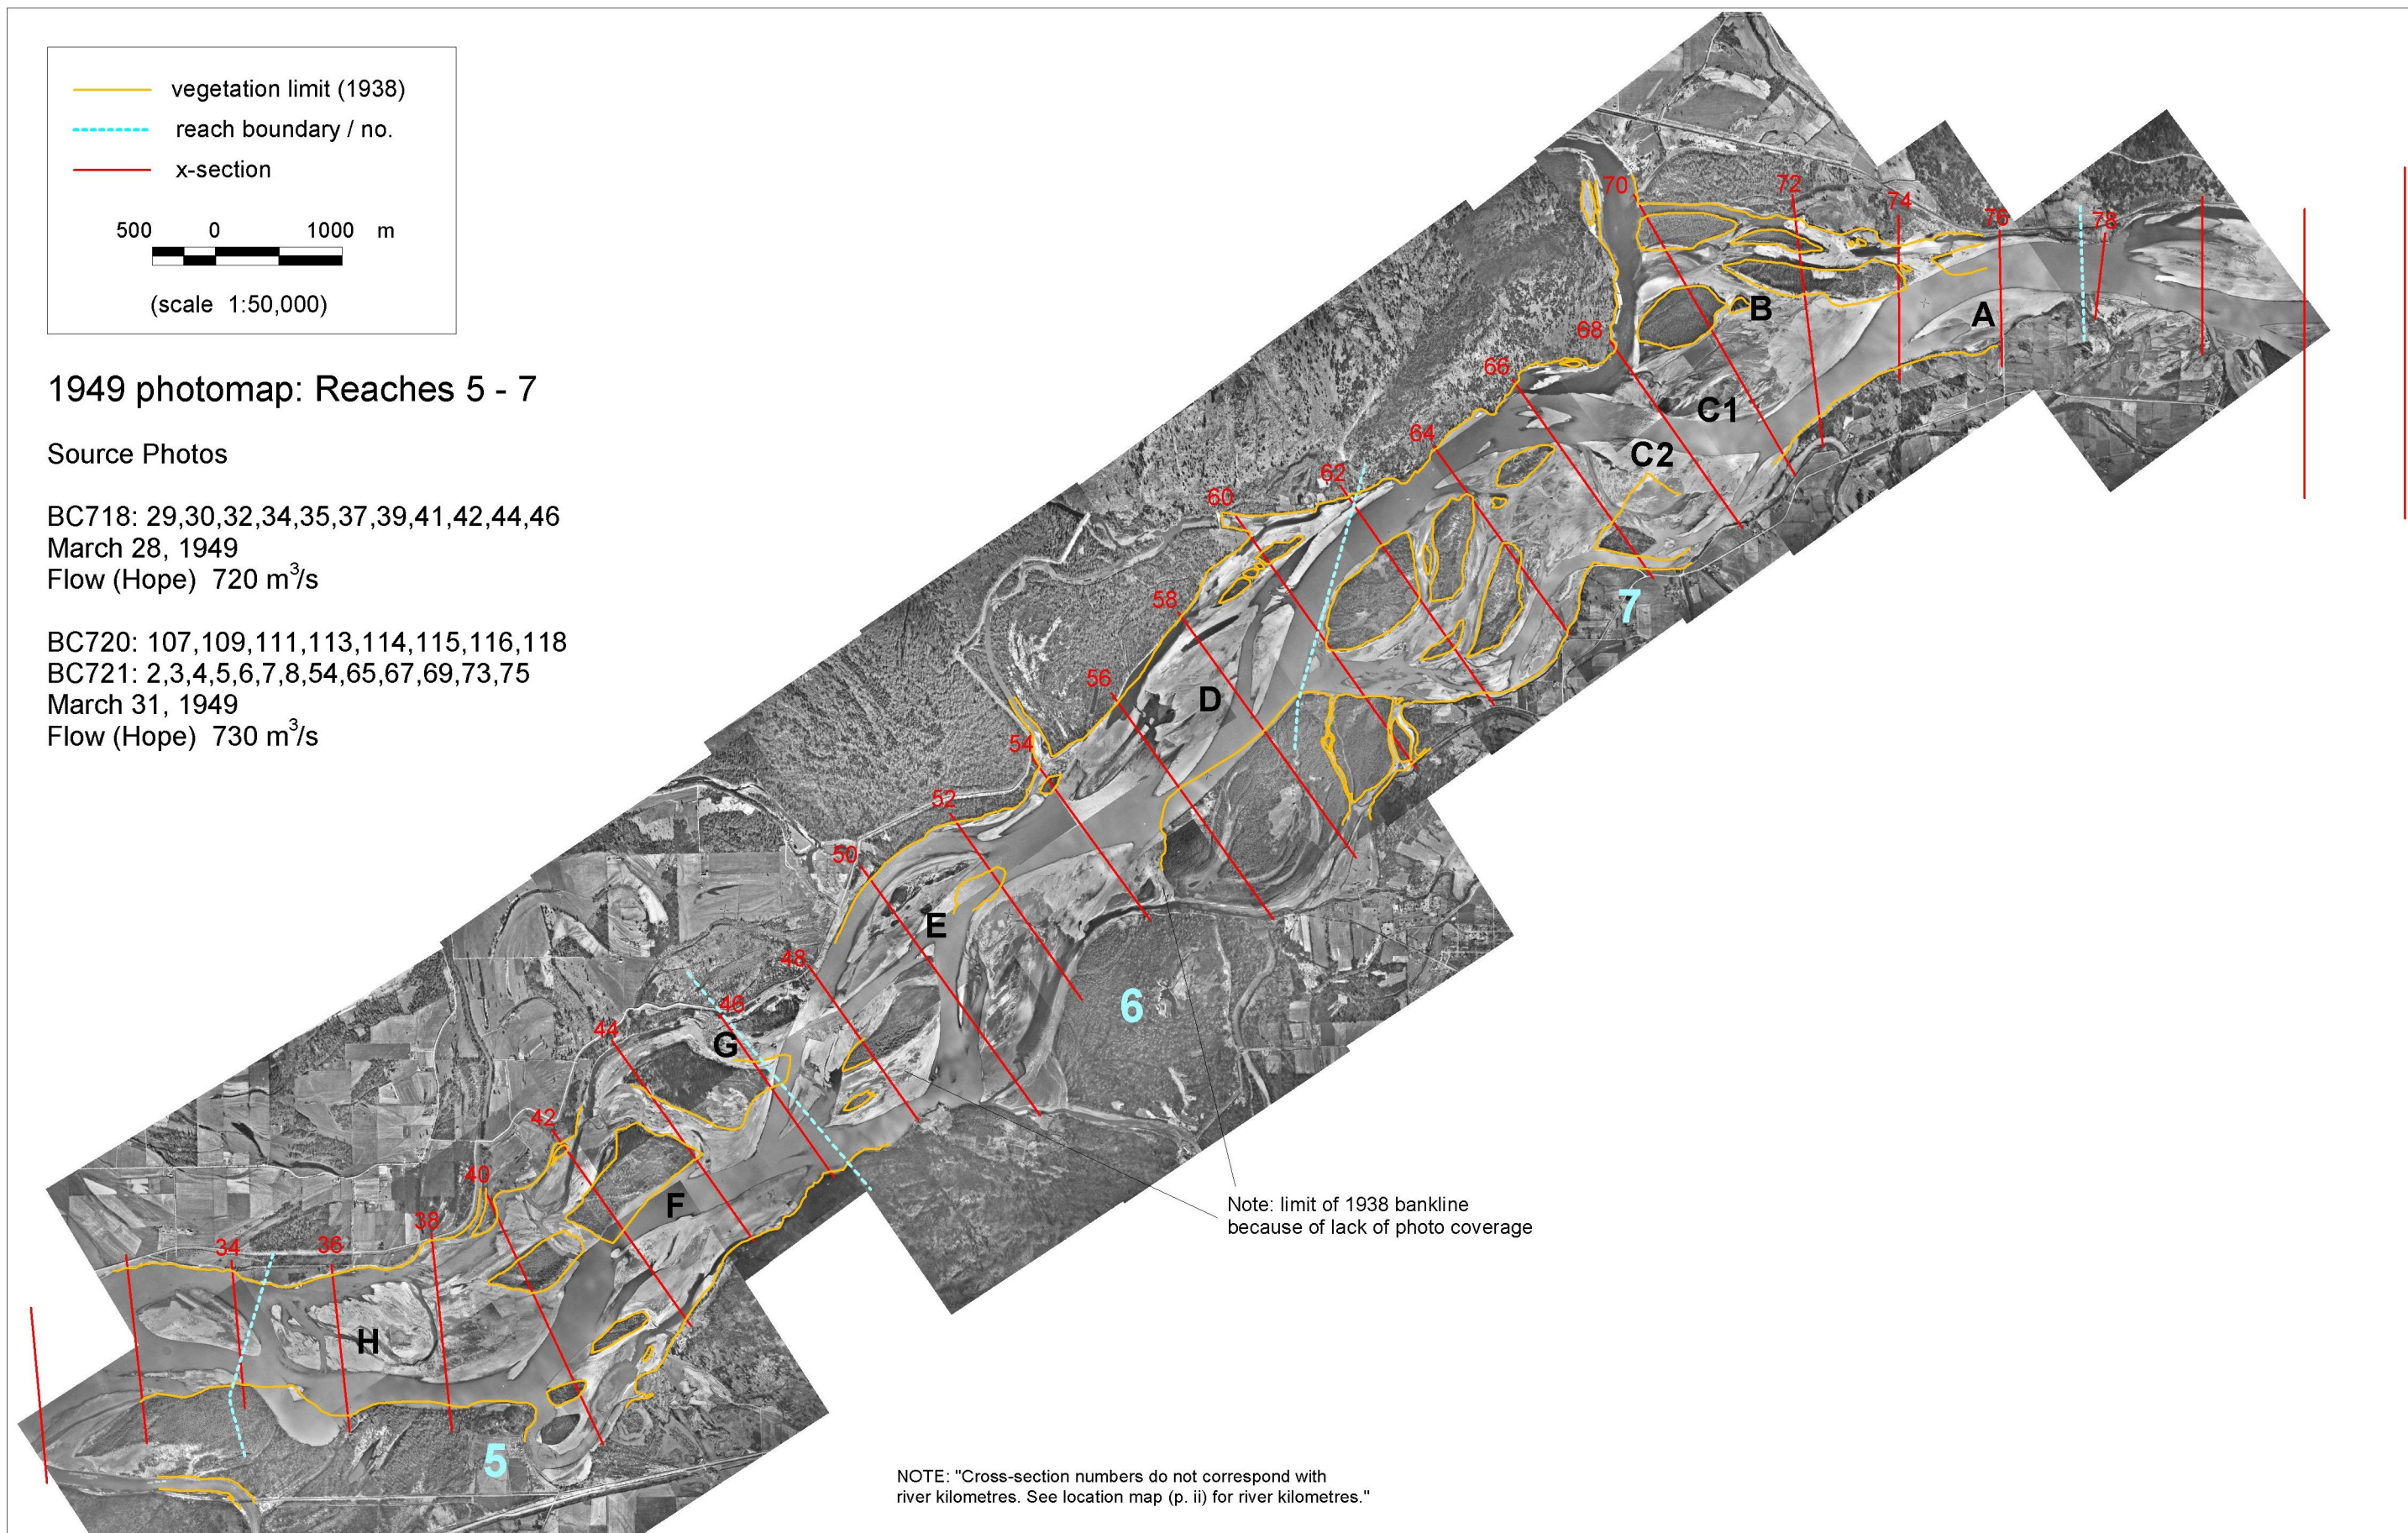 vegetation limit (1938)
reach boundary / no.
x-section
500 0 1000 m
(scale 1:50,000)
1949 photomap: Reaches 5 - 7
Source Photos
BC718: 29,30,32,34,35,37,39,41,42,44,46
March 28, 1949
Flow (Hope) 720 m³/s
BC720: 107,109,111,113,114,115,116,118
BC721: 2,3,4,5,6,7,8,54,65,67,69,73,75
March 31, 1949
Flow (Hope) 730 m³/s
70
72
74
76
78
68
B
A
66
C1
64
C2
62
60
58
7
56
D
54
52
50
E
48
46
6
44
G
42
40
F
38
34
36
H
5
Note: limit of 1938 bankline
because of lack of photo coverage
NOTE: "Cross-section numbers do not correspond with
river kilometres. See location map (p. ii) for river kilometres."